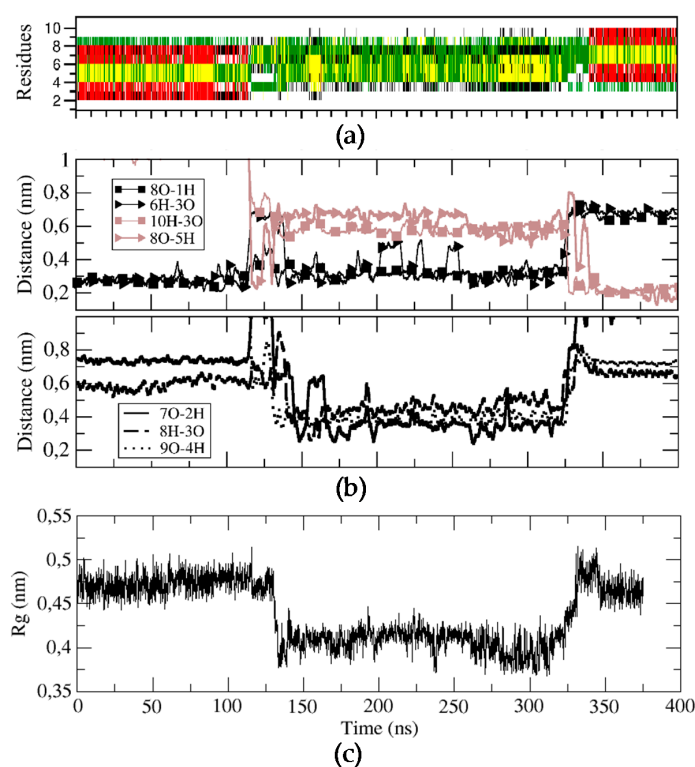 Residues
10
8
6
4
2
(a)
Distance (nm)
1
0,8
0,6
0,4
0,2
8O-1H
6H-3O
10H-3O
8O-5H
Distance (nm)
0,8
0,6
0,4
0,2
7O-2H
8H-3O
9O-4H
(b)
Rg (nm)
0,55
0,5
0,45
0,4
0,35
0 50 100 150 200 250 300 350 400
Time (ns)
(c)